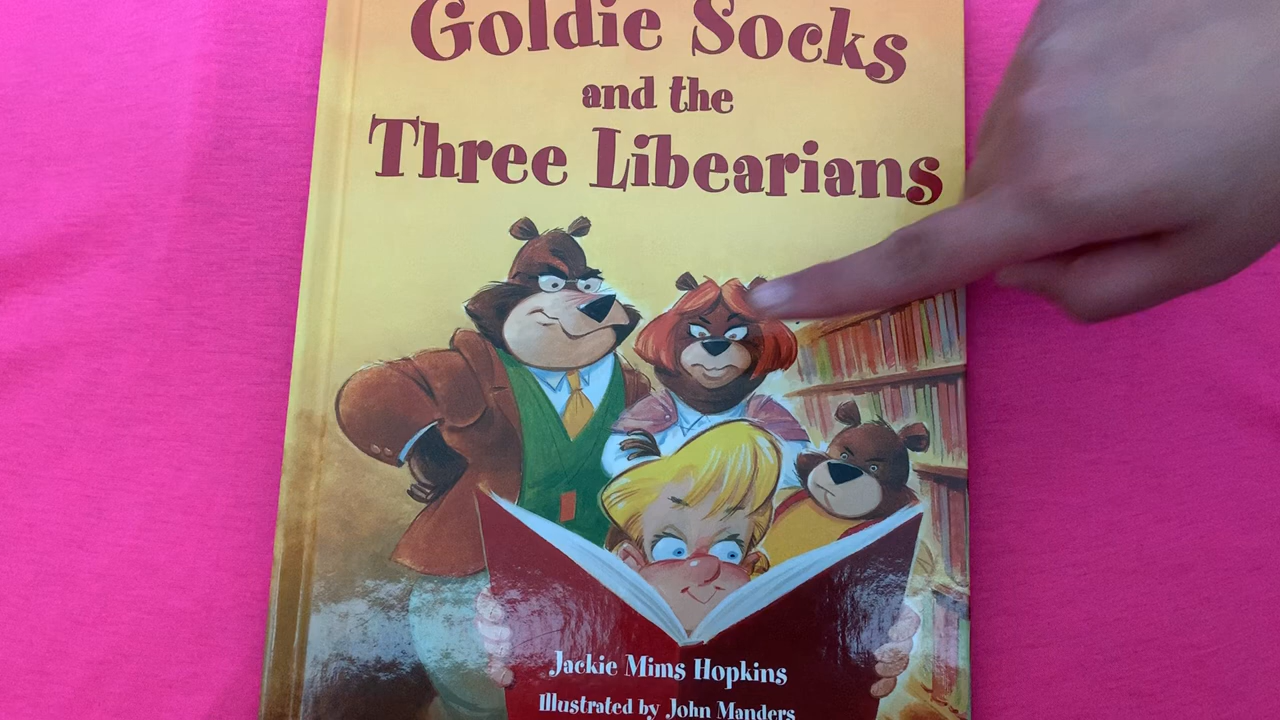 Goldie Socks
and the
Three Libearians
Jackie Mims Hopkins
Illustrated by John Manders